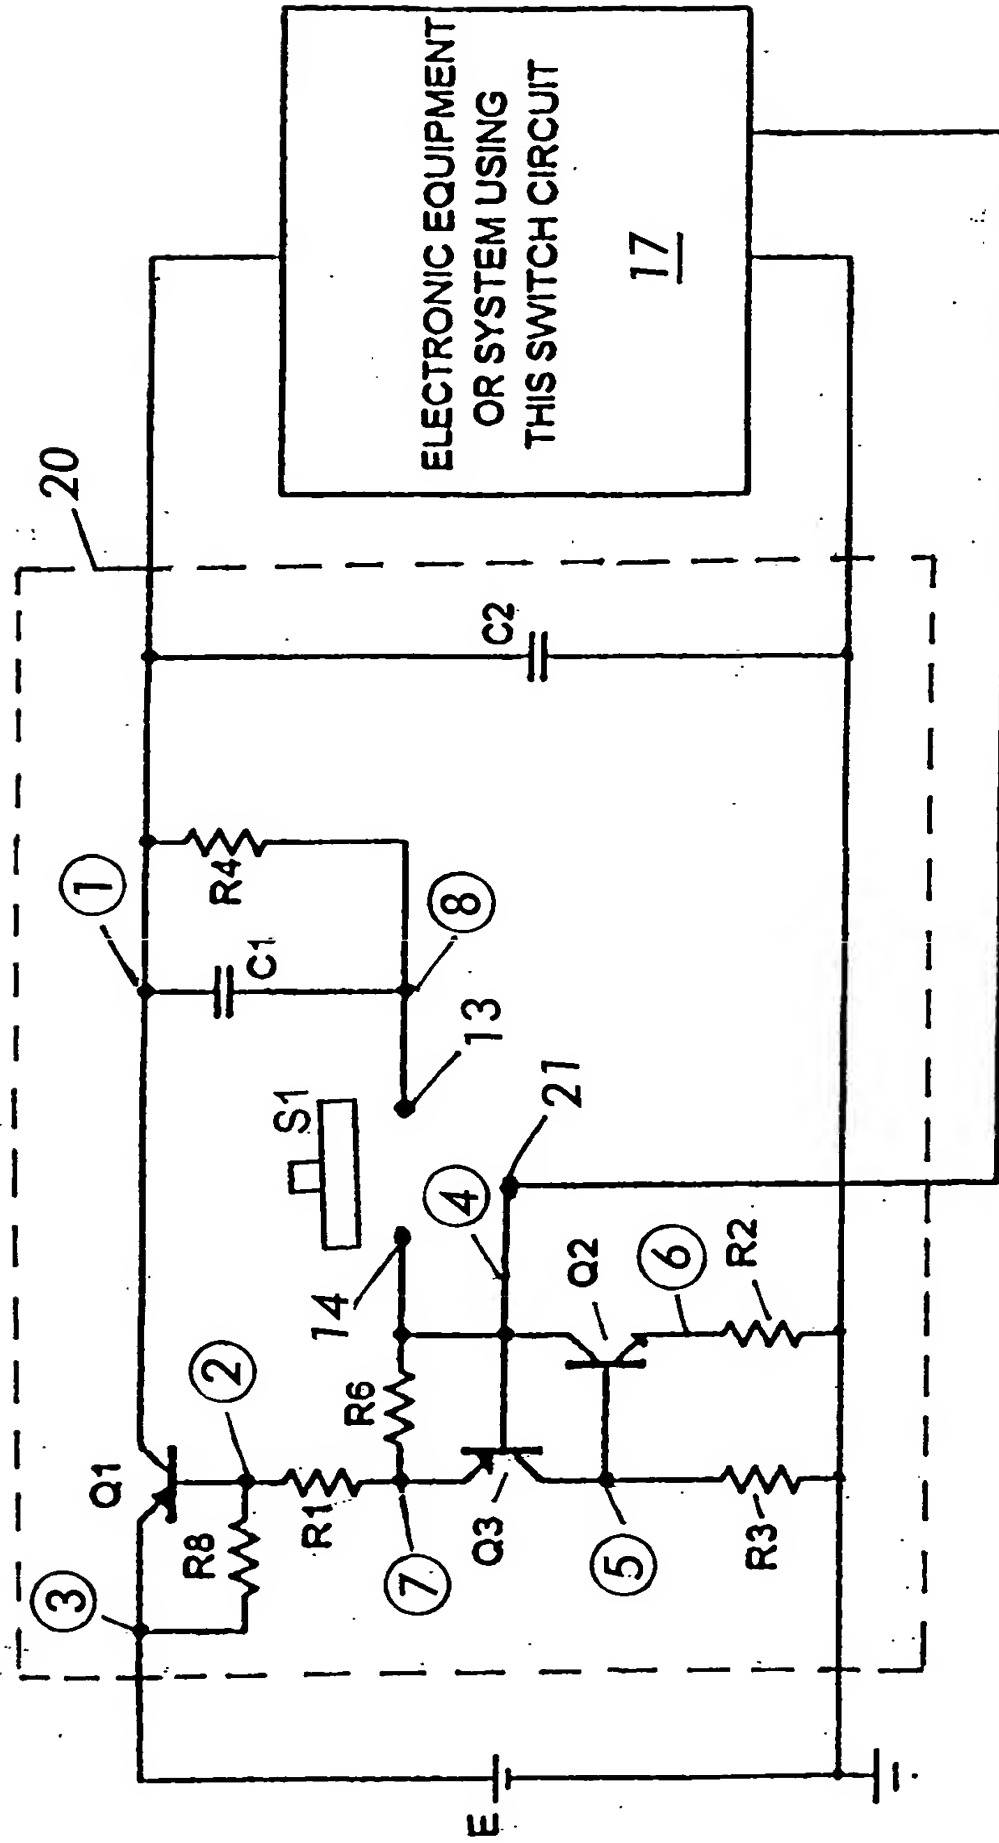 20
ELECTRONIC EQUIPMENT
OR SYSTEM USING
THIS SWITCH CIRCUIT
17
1
3
Q1
R8
2
R1
R6
7
Q3
5
R3
14
S1
4
21
Q2
6
R2
13
8
C1
R4
C2
E